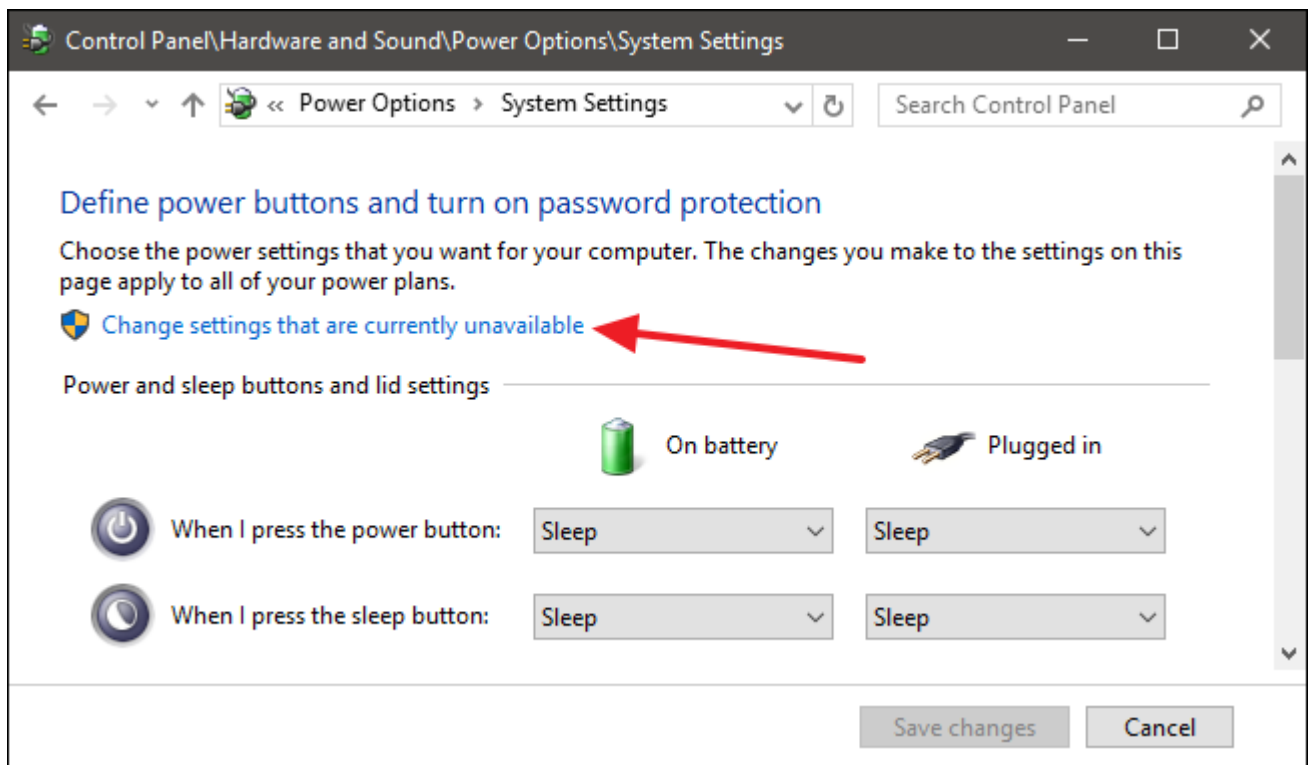 Control Panel\Hardware and Sound\Power Options\System Settings
« Power Options › System Settings
Search Control Panel
Define power buttons and turn on password protection
Choose the power settings that you want for your computer. The changes you make to the settings on this
page apply to all of your power plans.
Change settings that are currently unavailable
Power and sleep buttons and lid settings
On battery
Plugged in
When I press the power button:
Sleep
Sleep
When I press the sleep button:
Sleep
Sleep
Save changes
Cancel